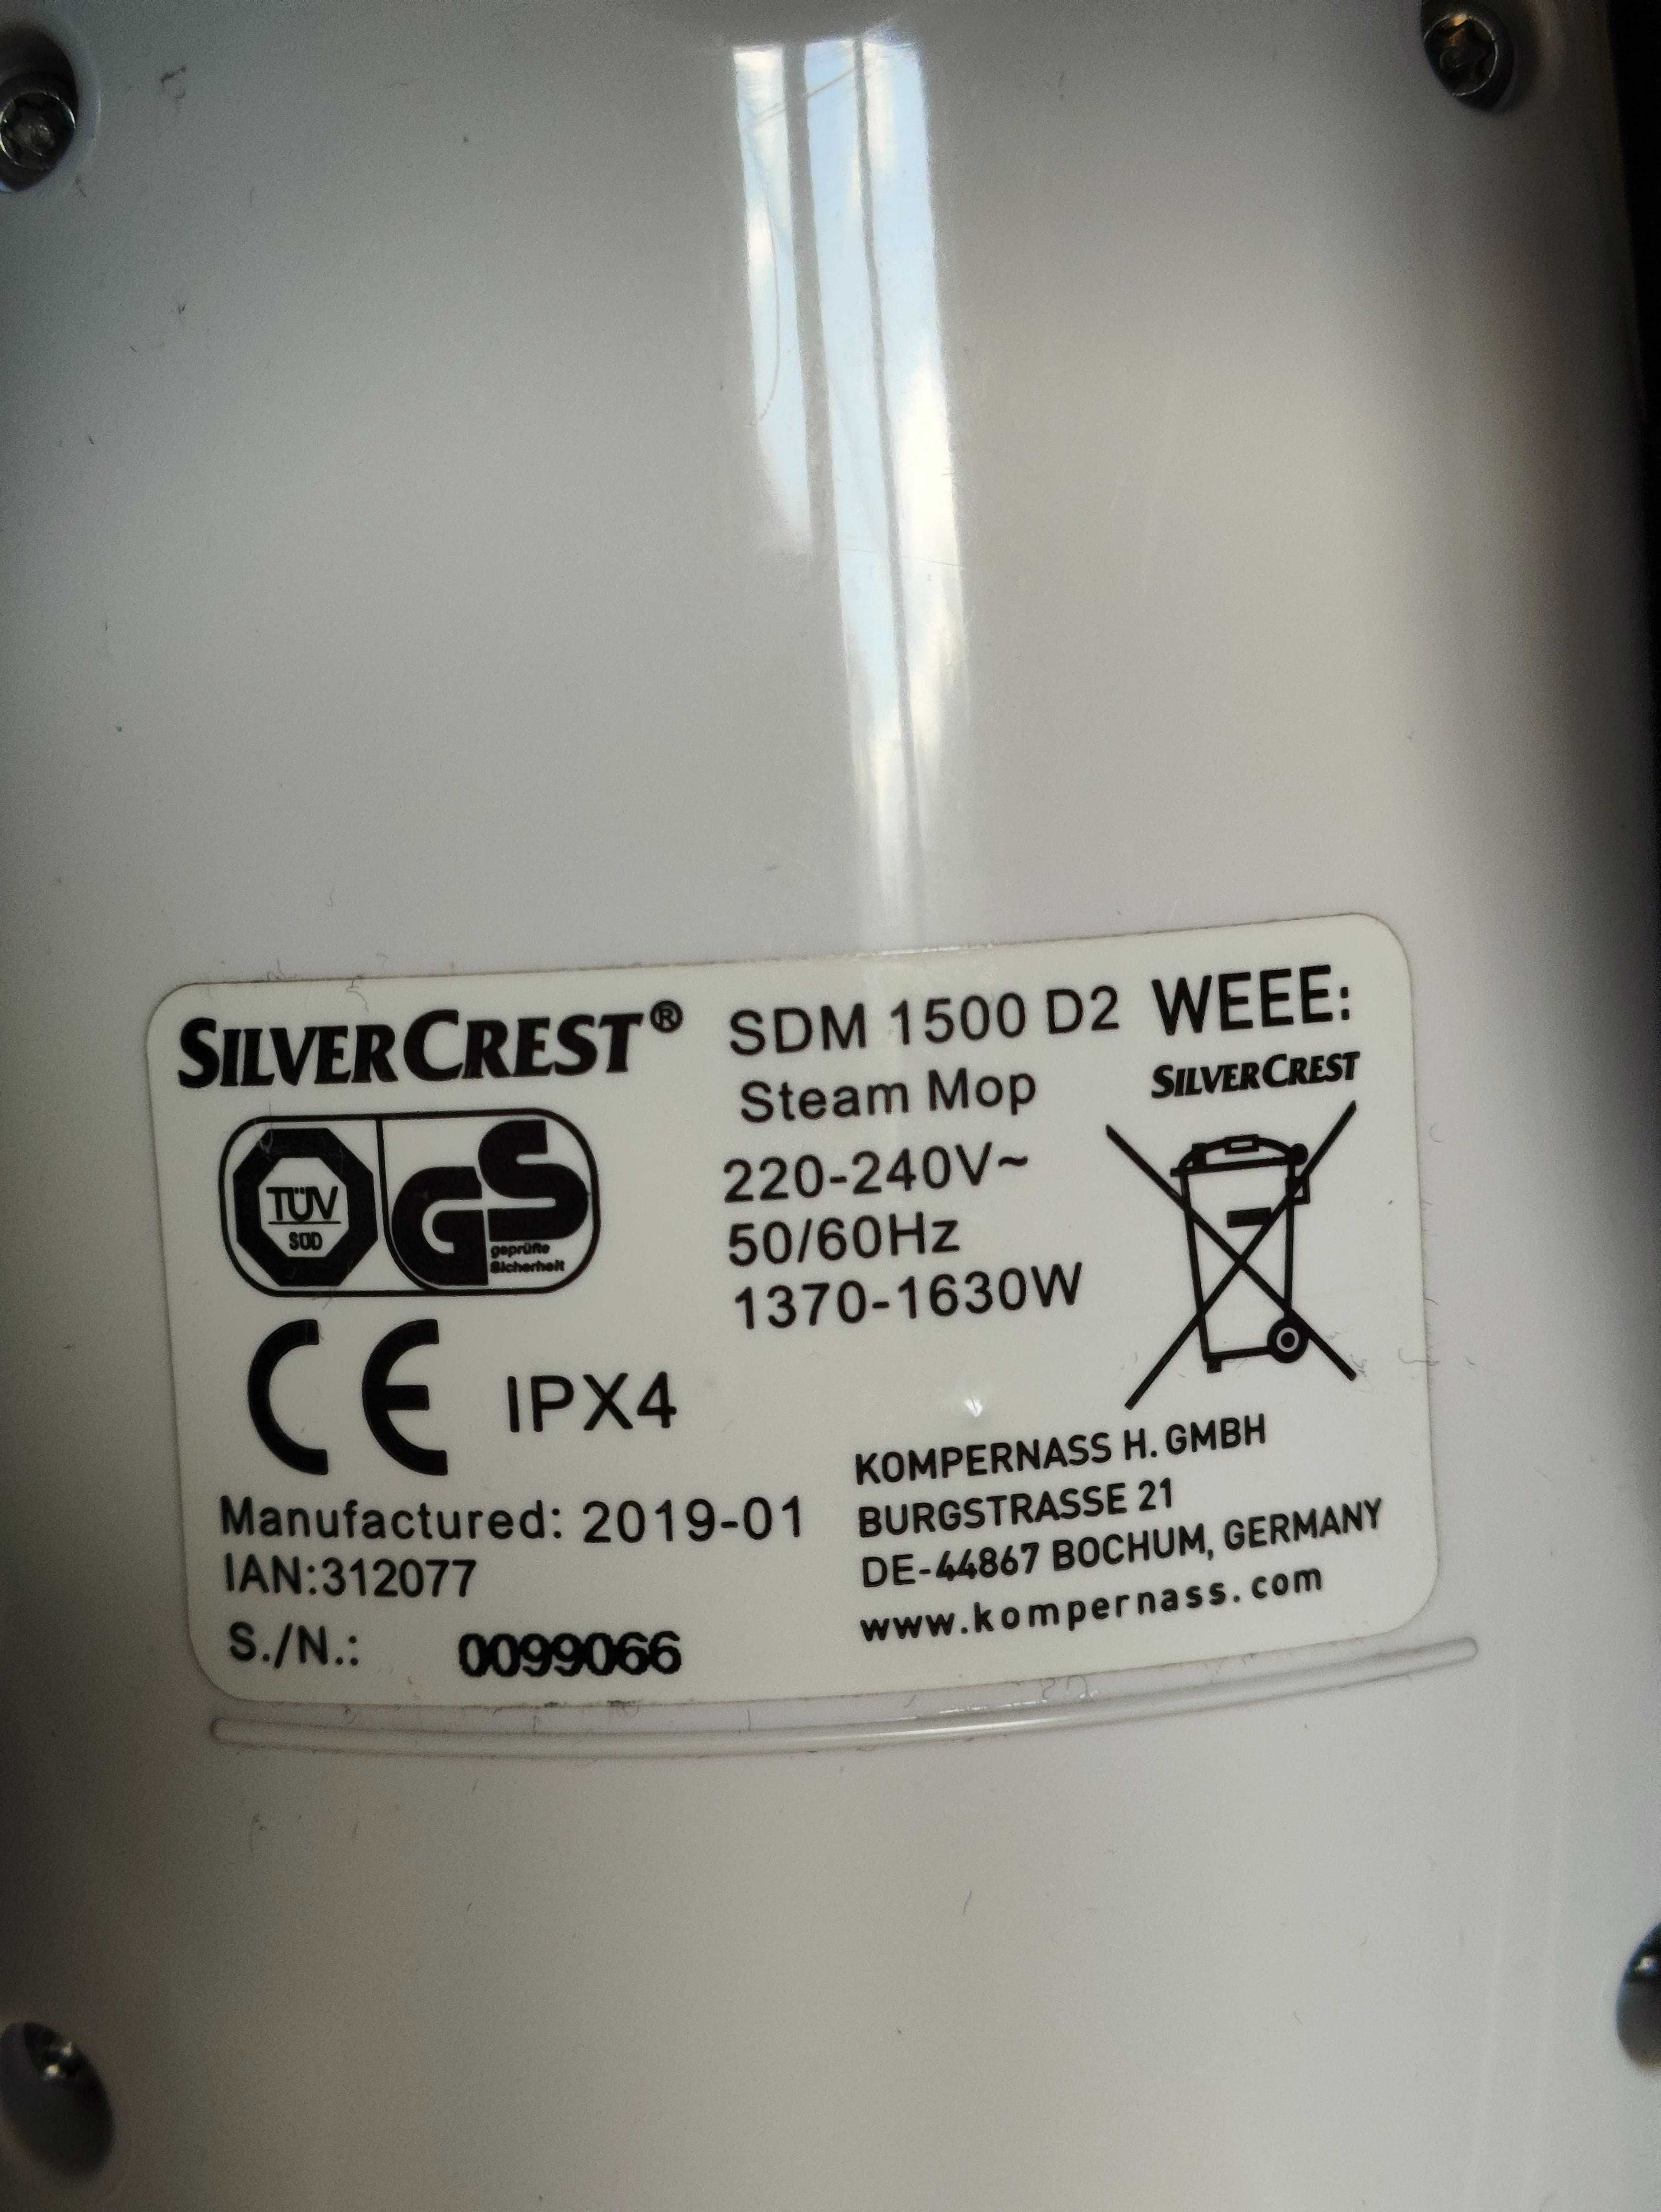 SILVERCREST® SDM 1500 D2 WEEE:
Steam Mop SILVERCREST
220-240V~
50/60Hz
1370-1630W
TÜV
SÜD
GS
geprüfte
Sicherheit
CE IPX4
Manufactured: 2019-01
IAN:312077
S./N.: 0099066
KOMPERNASS H. GMBH
BURGSTRASSE 21
DE-44867 BOCHUM, GERMANY
www.kompernass.com